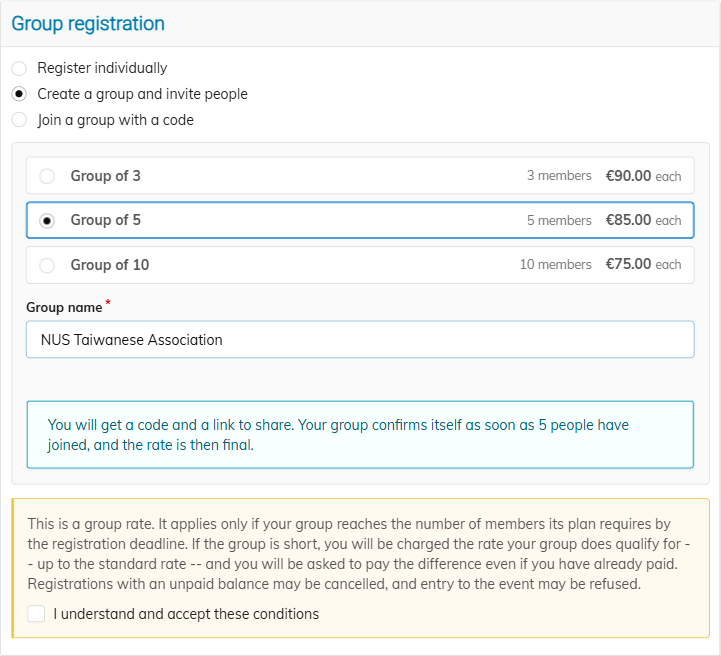 Group registration
Register individually
Create a group and invite people
Join a group with a code
Group of 3 3 members €90.00 each
Group of 5 5 members €85.00 each
Group of 10 10 members €75.00 each
Group name *
NUS Taiwanese Association
You will get a code and a link to share. Your group confirms itself as soon as 5 people have
joined, and the rate is then final.
This is a group rate. It applies only if your group reaches the number of members its plan requires by
the registration deadline. If the group is short, you will be charged the rate your group does qualify for -
- up to the standard rate -- and you will be asked to pay the difference even if you have already paid.
Registrations with an unpaid balance may be cancelled, and entry to the event may be refused.
I understand and accept these conditions